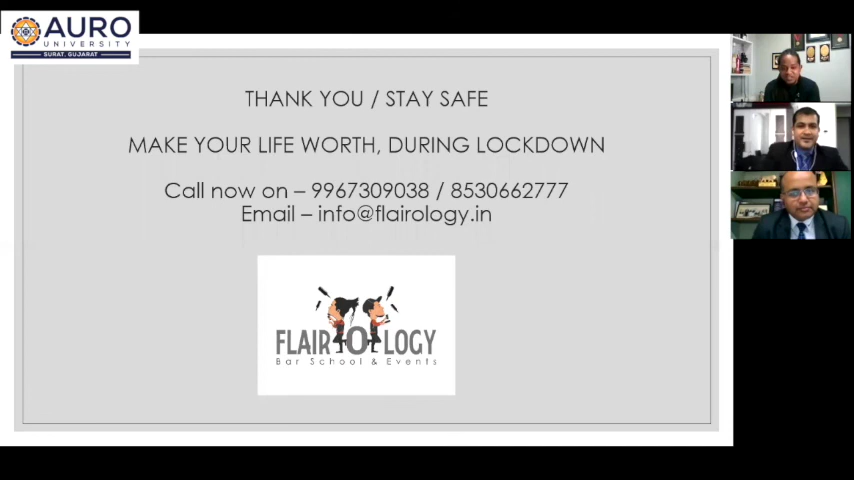 AURO
UNIVERSITY
SURAT, GUJARAT
THANK YOU / STAY SAFE
MAKE YOUR LIFE WORTH, DURING LOCKDOWN
Call now on – 9967309038 / 8530662777
Email – info@flairology.in
FLAIROLOGY
Bar School & Events